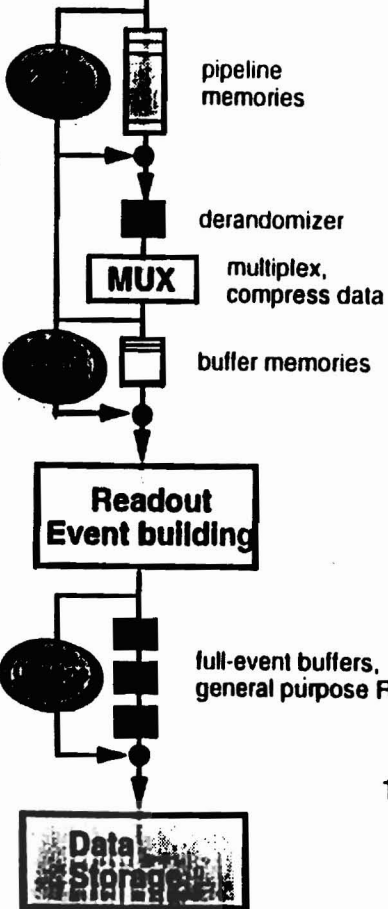 pipeline
memories
derandomizer
MUX
multiplex,
compress data
buffer memories
Readout
Event building
full-event buffers,
general purpose
Data
Storage